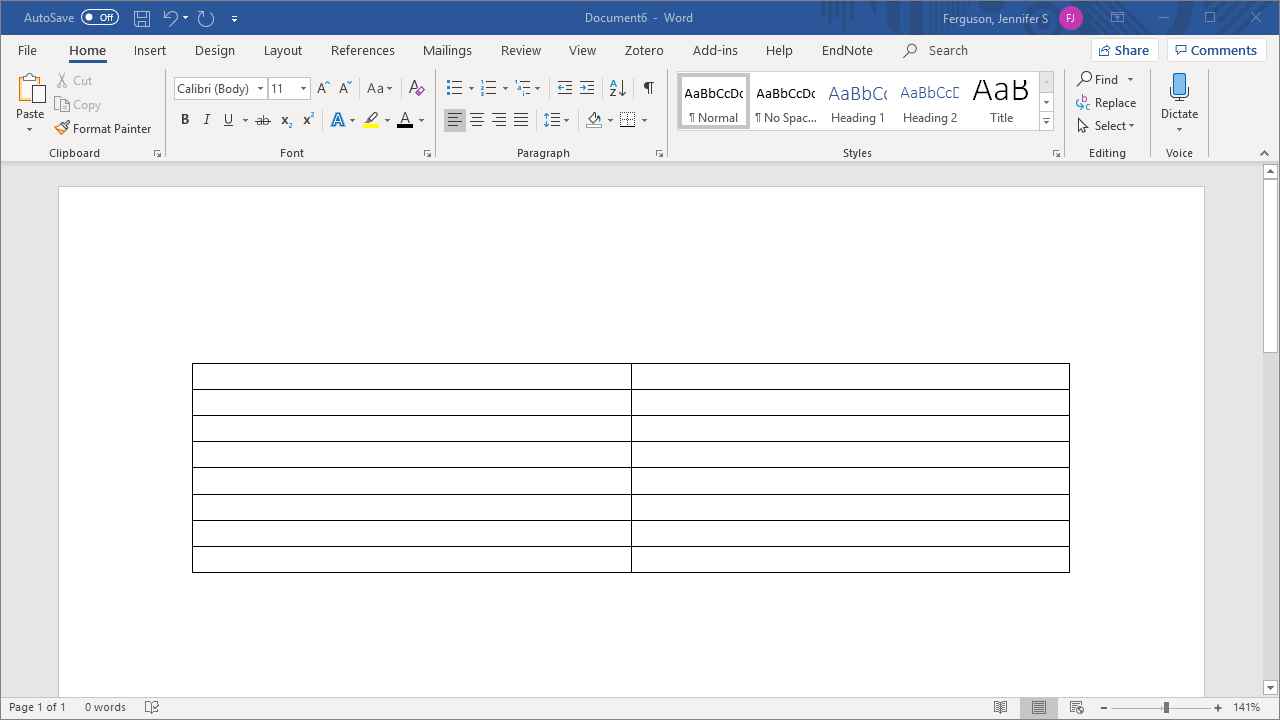 AutoSave Off Document6 - Word Ferguson, Jennifer S FJ
File Home Insert Design Layout References Mailings Review View Zotero Add-ins Help EndNote Search Share Comments
Paste
Cut
Copy
Format Painter
Clipboard
Calibri (Body) 11 Aa
B I U ab x2 x2 A A
Font
Paragraph
AaBbCcDc AaBbCcDc AaBbCc AaBbCcD AaB
¶ Normal ¶ No Spac... Heading 1 Heading 2 Title
Styles
Find
Replace
Select
Editing
Dictate
Voice
Page 1 of 1 0 words 141%